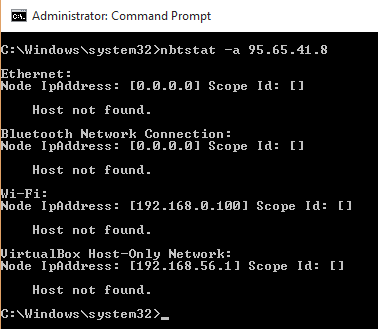 Administrator: Command Prompt
C:\Windows\system32>nbtstat -a 95.65.41.8
Ethernet:
Node IpAddress: [0.0.0.0] Scope Id: []
Host not found.
Bluetooth Network Connection:
Node IpAddress: [0.0.0.0] Scope Id: []
Host not found.
Wi-Fi:
Node IpAddress: [192.168.0.100] Scope Id: []
Host not found.
VirtualBox Host-Only Network:
Node IpAddress: [192.168.56.1] Scope Id: []
Host not found.
C:\Windows\system32>_